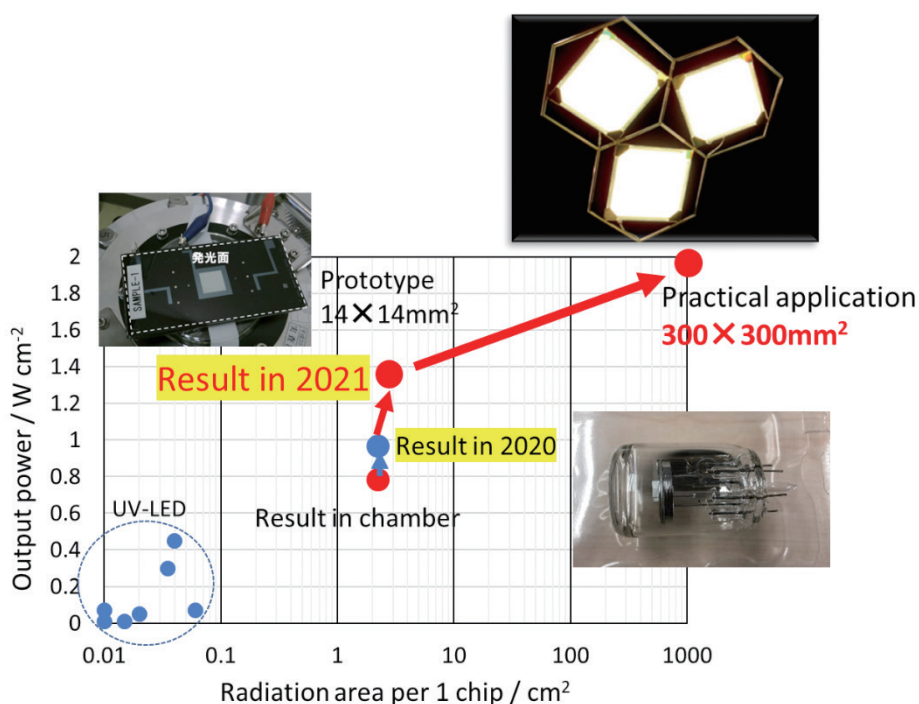 発光面
SAMPLE-1
2
1.8
1.6
1.4
1.2
1
0.8
0.6
0.4
0.2
0
Output power / W cm-2
Prototype
14×14mm2
Practical application
300×300mm2
Result in 2021
Result in 2020
Result in chamber
UV-LED
0.01 0.1 1 10 100 1000
Radiation area per 1 chip / cm2